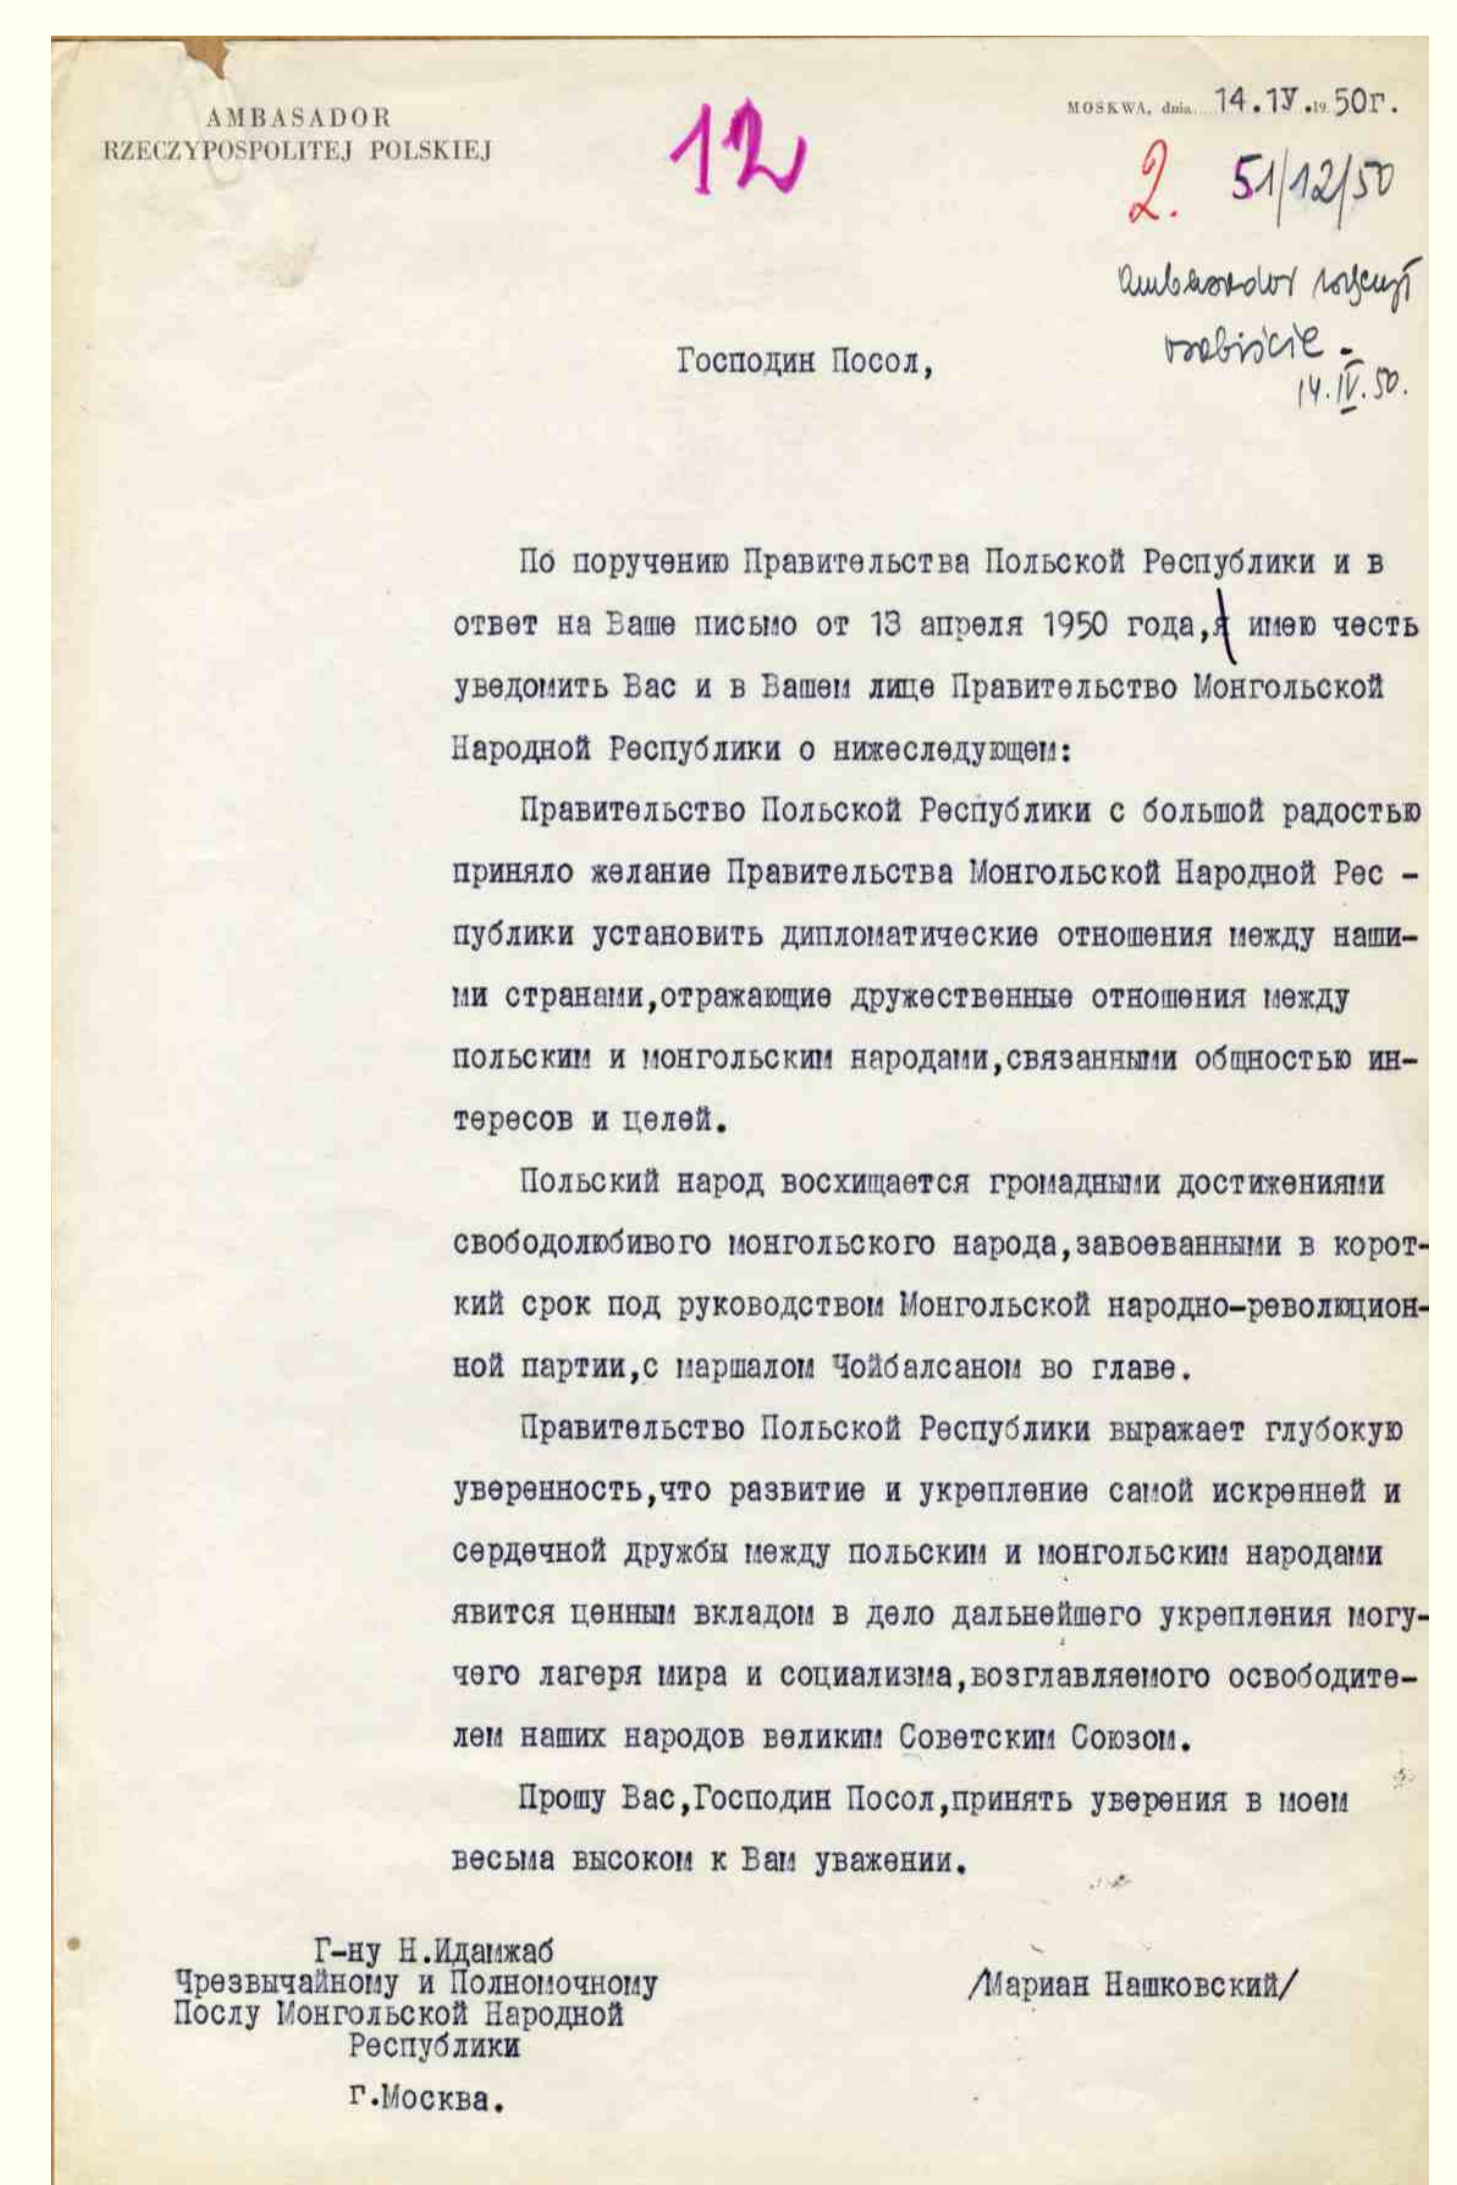 AMBASADOR
RZECZYPOSPOLITEJ POLSKIEJ
12
MOSKWA, dnia 14.IV.19 50г.
2. 51/12/50
Ambasador wręczył
osobiście -
14.IV.50.
Господин Посол,
По поручению Правительства Польской Республики и в
ответ на Ваше письмо от 13 апреля 1950 года,я имею честь
уведомить Вас и в Вашем лице Правительство Монгольской
Народной Республики о нижеследующем:
Правительство Польской Республики с большой радостью
приняло желание Правительства Монгольской Народной Рес -
публики установить дипломатические отношения между наши-
ми странами,отражающие дружественные отношения между
польским и монгольским народами,связанными общностью ин-
тересов и целей.
Польский народ восхищается громадными достижениями
свободолюбивого монгольского народа,завоеванными в корот-
кий срок под руководством Монгольской народно-революцион-
ной партии,с маршалом Чойбалсаном во главе.
Правительство Польской Республики выражает глубокую
уверенность,что развитие и укрепление самой искренней и
сердечной дружбы между польским и монгольским народами
явится ценным вкладом в дело дальнейшего укрепления могу-
чего лагеря мира и социализма,возглавляемого освободите-
лем наших народов великим Советским Союзом.
Прошу Вас,Господин Посол,принять уверения в моем
весьма высоком к Вам уважении.
Г-ну Н.Идамжаб
Чрезвычайному и Полномочному
Послу Монгольской Народной
Республики
г.Москва.
/Мариан Нашковский/